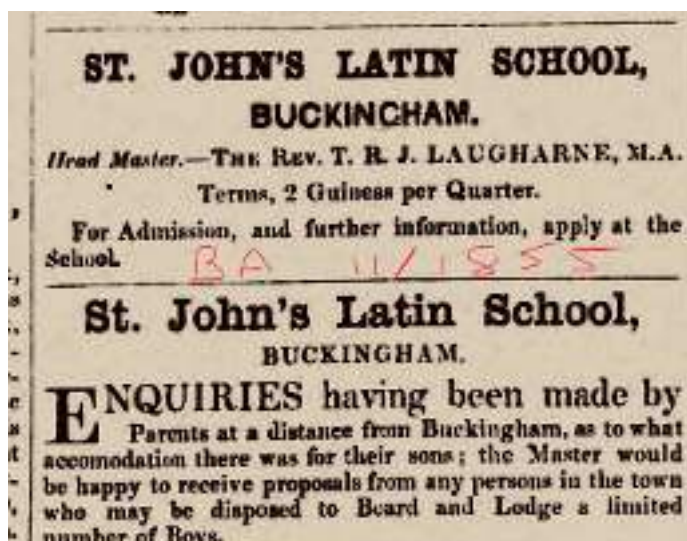 ST. JOHN'S LATIN SCHOOL,
BUCKINGHAM.
Head Master.—THE REV. T. R. J. LAUGHARNE, M.A.
Terms, 2 Guineas per Quarter.
For Admission, and further information, apply at the
School.
BA 11/1855
St. John's Latin School,
BUCKINGHAM.
ENQUIRIES having been made by
Parents at a distance from Buckingham, as to what
accomodation there was for their sons; the Master would
be happy to receive proposals from any persons in the town
who may be disposed to Board and Lodge a limited
number of Boys.